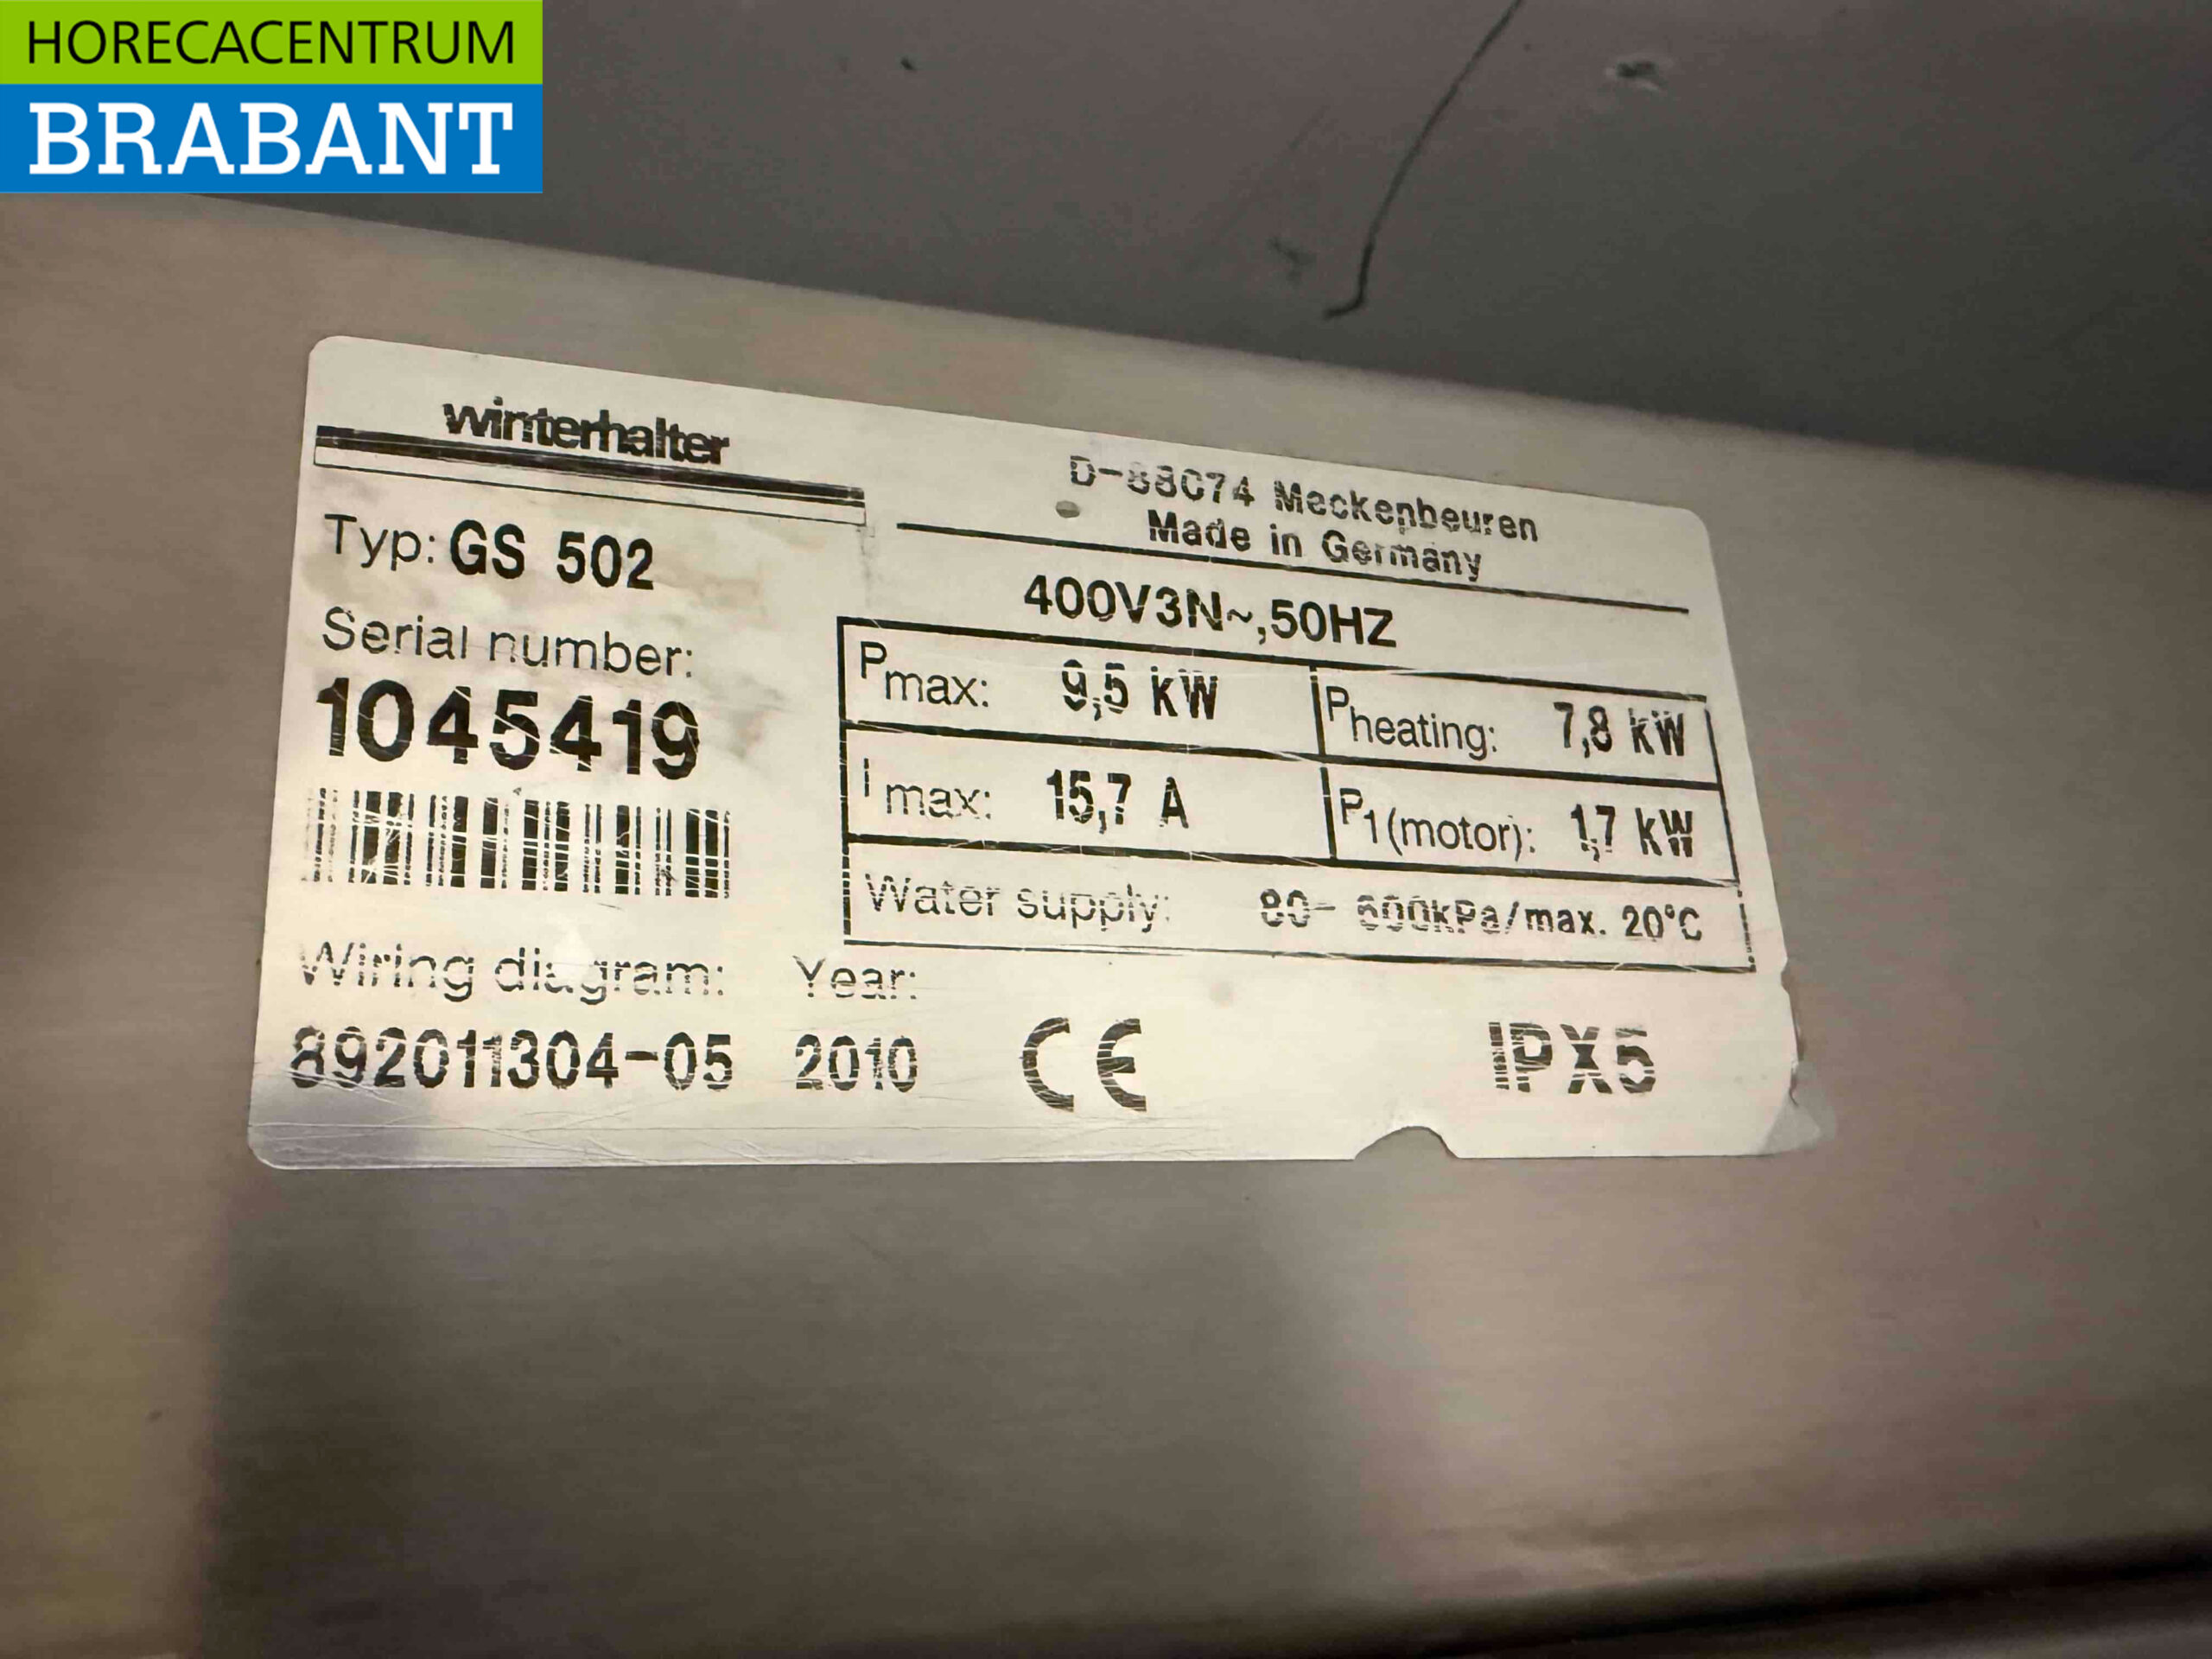 HORECACENTRUM
BRABANT
winterhalter
D-88074 Meckenbeuren
Made in Germany
Typ: GS 502
400V3N~,50HZ
Serial number:
1045419
Pmax: 9,5 kW
Pheating: 7,8 kW
Imax: 15,7 A
P1(motor): 1,7 kW
Water supply: 80- 600kPa/max. 20°C
Wiring diagram: Year:
892011304-05 2010 CE IPX5